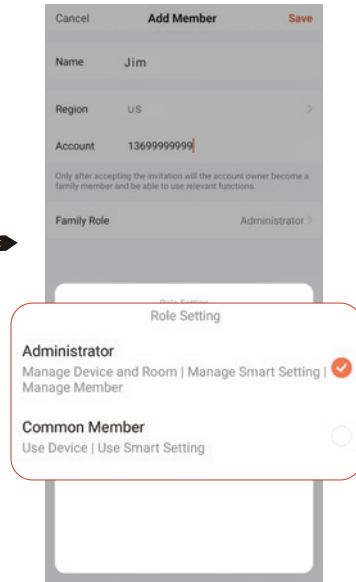 Cancel Add Member Save
Name Jim
Region US
Account 13699999999
Only after accepting the invitation will the account owner become a
family member and be able to use relevant functions.
Family Role Administrator
Role Setting
Role Setting
Administrator
Manage Device and Room | Manage Smart Setting |
Manage Member
Common Member
Use Device | Use Smart Setting